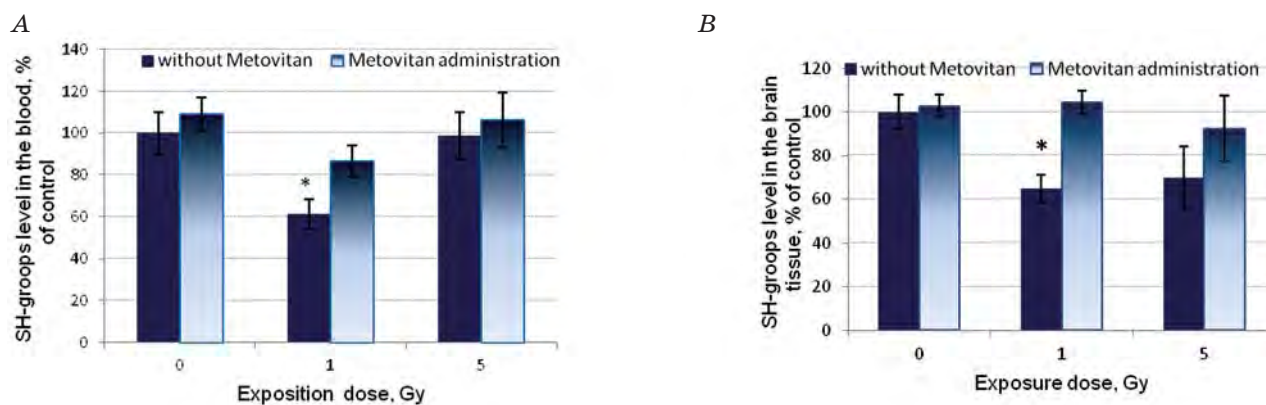 A
SH-groops level in the blood, %
of control
140
120
100
80
60
40
20
0
without Metovitan
Metovitan administration
*
0
1
5
Exposition dose, Gy
B
SH-groops level in the brain
tissue, % of control
120
100
80
60
40
20
0
without Metovitan
Metovitan administration
*
0
1
5
Exposure dose, Gy